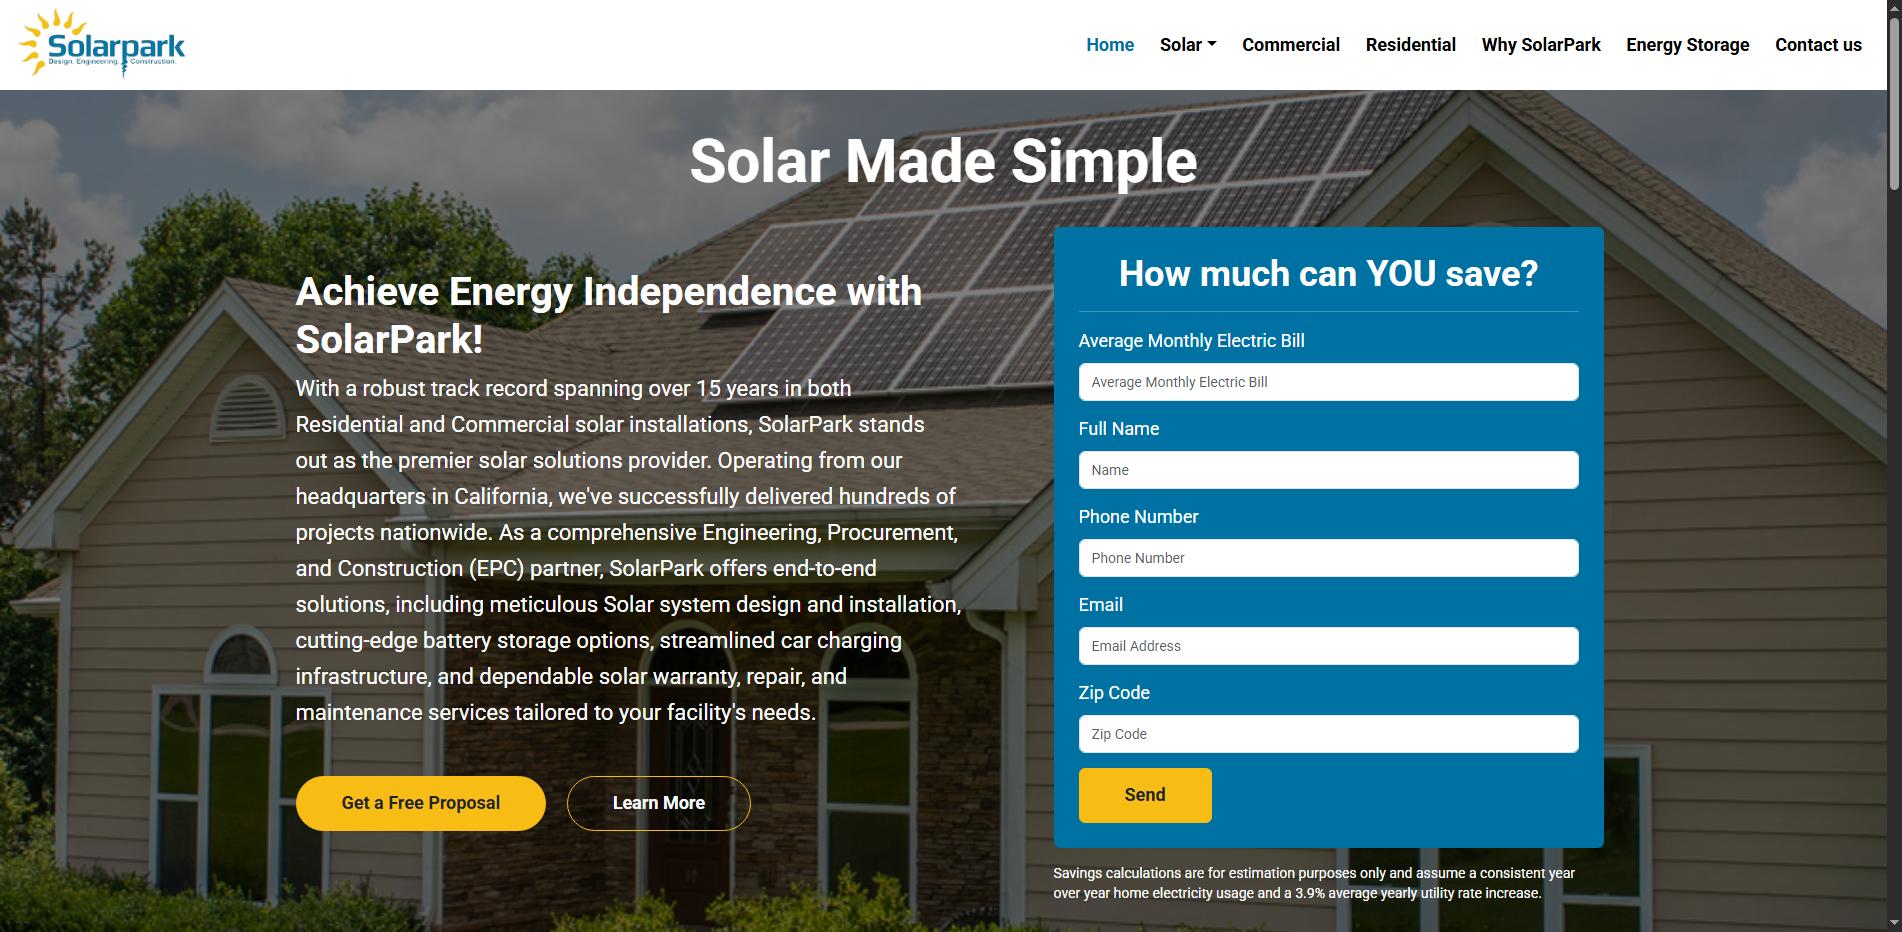 Solarpark
Design. Engineering. Construction.
Home
Solar
Commercial
Residential
Why SolarPark
Energy Storage
Contact us
Solar Made Simple
Achieve Energy Independence with
SolarPark!
With a robust track record spanning over 15 years in both
Residential and Commercial solar installations, SolarPark stands
out as the premier solar solutions provider. Operating from our
headquarters in California, we've successfully delivered hundreds of
projects nationwide. As a comprehensive Engineering, Procurement,
and Construction (EPC) partner, SolarPark offers end-to-end
solutions, including meticulous Solar system design and installation,
cutting-edge battery storage options, streamlined car charging
infrastructure, and dependable solar warranty, repair, and
maintenance services tailored to your facility's needs.
Get a Free Proposal
Learn More
How much can YOU save?
Average Monthly Electric Bill
Average Monthly Electric Bill
Full Name
Name
Phone Number
Phone Number
Email
Email Address
Zip Code
Zip Code
Send
Savings calculations are for estimation purposes only and assume a consistent year
over year home electricity usage and a 3.9% average yearly utility rate increase.